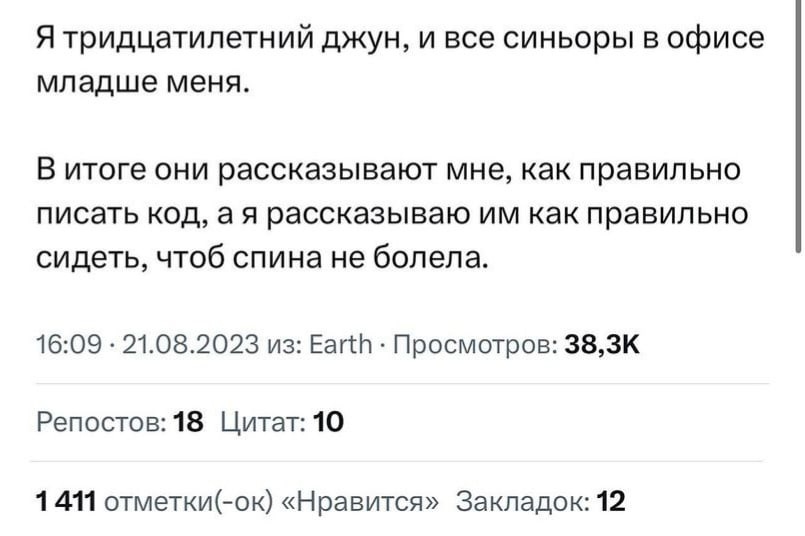 Я тридцатилетний джун, и все синьоры в офисе
младше меня.
В итоге они рассказывают мне, как правильно
писать код, а я рассказываю им как правильно
сидеть, чтоб спина не болела.
16:09 · 21.08.2023 из: Earth · Просмотров: 38,3K
Репостов: 18 Цитат: 10
1 411 отметки(-ок) «Нравится» Закладок: 12